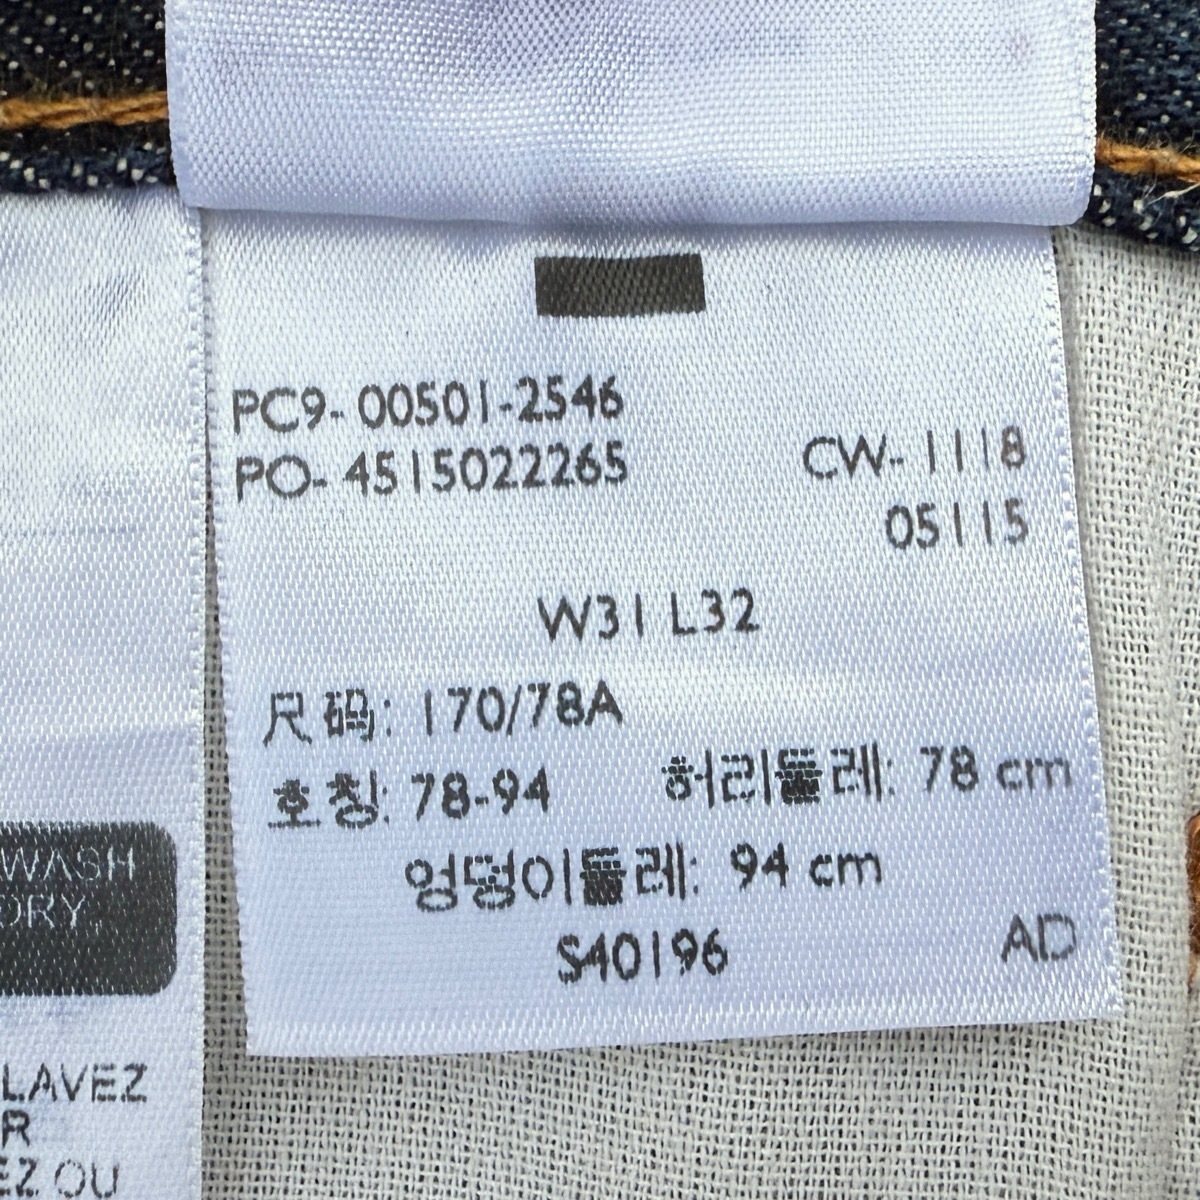 PC9- 00501-2546
PO- 4515022265
CW- 1118
05115
W31 L32
尺码: 170/78A
호칭: 78-94
허리둘레: 78 cm
엉덩이둘레: 94 cm
S40196
AD
WASH
DRY.
LAVEZ
R
EZ OU